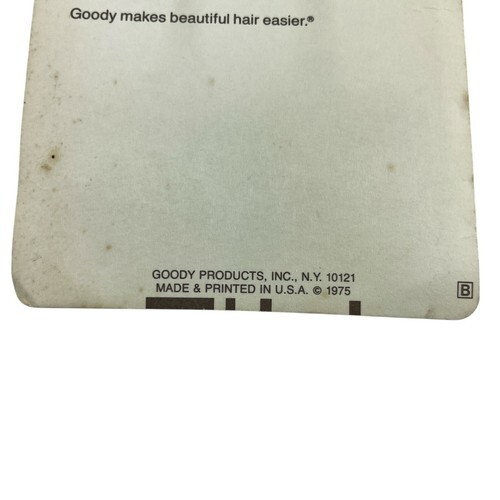 Goody makes beautiful hair easier.®
GOODY PRODUCTS, INC., N.Y. 10121
MADE & PRINTED IN U.S.A. © 1975
B